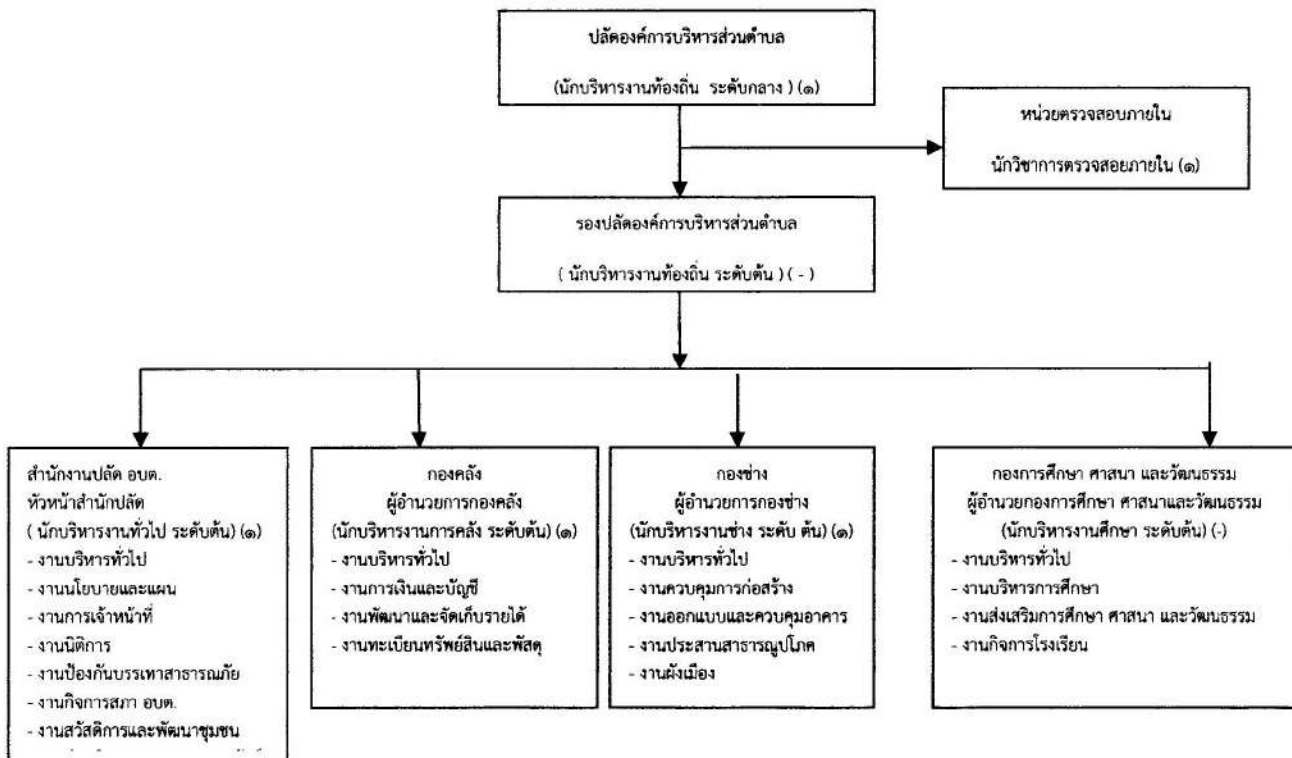 ปลัดองค์การบริหารส่วนตำบล
(นักบริหารงานท้องถิ่น ระดับกลาง ) (๑)
หน่วยตรวจสอบภายใน
นักวิชาการตรวจสอยภายใน (๑)
รองปลัดองค์การบริหารส่วนตำบล
( นักบริหารงานท้องถิ่น ระดับต้น ) ( - )
สำนักงานปลัด อบต.
หัวหน้าสำนักปลัด
( นักบริหารงานทั่วไป ระดับต้น) (๑)
- งานบริหารทั่วไป
- งานนโยบายและแผน
- งานการเจ้าหน้าที่
- งานนิติการ
- งานป้องกันบรรเทาสาธารณภัย
- งานกิจการสภา อบต.
- งานสวัสดิการและพัฒนาชุมชน
กองคลัง
ผู้อำนวยการกองคลัง
(นักบริหารงานการคลัง ระดับต้น) (๑)
- งานบริหารทั่วไป
- งานการเงินและบัญชี
- งานพัฒนาและจัดเก็บรายได้
- งานทะเบียนทรัพย์สินและพัสดุ
กองช่าง
ผู้อำนวยการกองช่าง
(นักบริหารงานช่าง ระดับ ต้น) (๑)
- งานบริหารทั่วไป
- งานควบคุมการก่อสร้าง
- งานออกแบบและควบคุมอาคาร
- งานประสานสาธารณูปโภค
- งานผังเมือง
กองการศึกษา ศาสนา และวัฒนธรรม
ผู้อำนวยกองการศึกษา ศาสนาและวัฒนธรรม
(นักบริหารงานศึกษา ระดับต้น) (-)
- งานบริหารทั่วไป
- งานบริหารการศึกษา
- งานส่งเสริมการศึกษา ศาสนา และวัฒนธรรม
- งานกิจการโรงเรียน